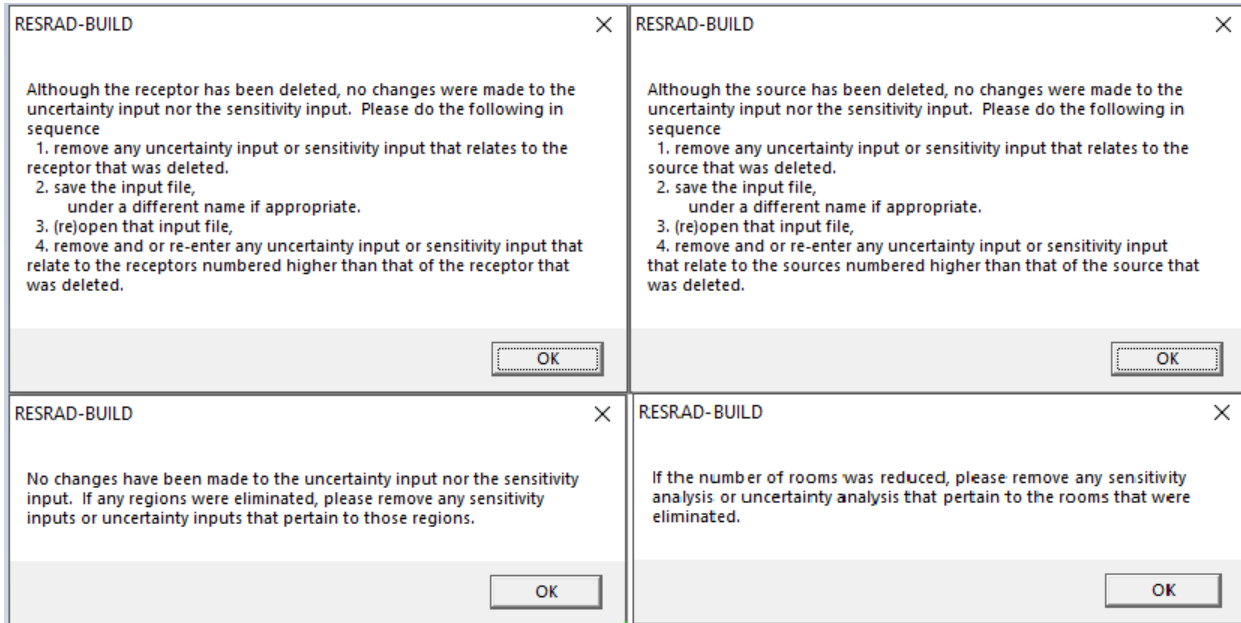 RESRAD-BUILD
Although the receptor has been deleted, no changes were made to the
uncertainty input nor the sensitivity input.  Please do the following in
sequence
1. remove any uncertainty input or sensitivity input that relates to the
receptor that was deleted.
2. save the input file,
under a different name if appropriate.
3. (re)open that input file,
4. remove and or re-enter any uncertainty input or sensitivity input that
relate to the receptors numbered higher than that of the receptor that
was deleted.
OK
RESRAD-BUILD
Although the source has been deleted, no changes were made to the
uncertainty input nor the sensitivity input.  Please do the following in
sequence
1. remove any uncertainty input or sensitivity input that relates to the
source that was deleted.
2. save the input file,
under a different name if appropriate.
3. (re)open that input file,
4. remove and or re-enter any uncertainty input or sensitivity input
that relate to the sources numbered higher than that of the source that
was deleted.
OK
RESRAD-BUILD
No changes have been made to the uncertainty input nor the sensitivity
input.  If any regions were eliminated, please remove any sensitivity
inputs or uncertainty inputs that pertain to those regions.
OK
RESRAD-BUILD
If the number of rooms was reduced, please remove any sensitivity
analysis or uncertainty analysis that pertain to the rooms that were
eliminated.
OK